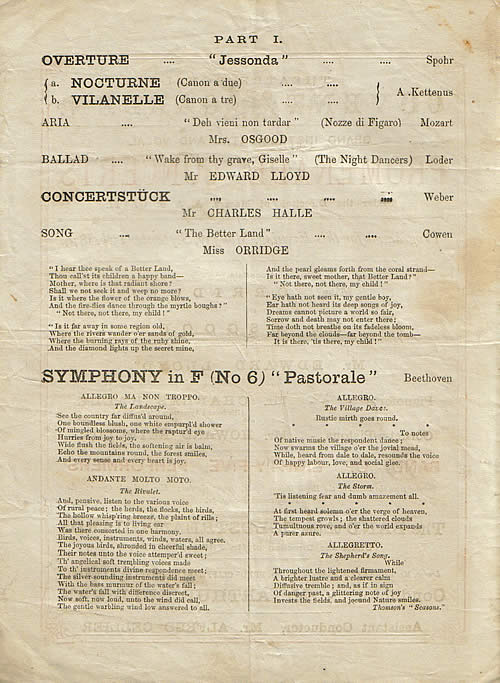 PART I.
OVERTURE .... "Jessonda" .... .... Spohr
{ a. NOCTURNE (Canon a due) .... .... } A. Kettenus
{ b. VILANELLE (Canon a tre) .... ....
ARIA .... "Deh vieni non tardar" (Nozze di Figaro) Mozart
Mrs. OSGOOD
BALLAD .... "Wake from thy grave, Giselle" (The Night Dancers) Loder
Mr EDWARD LLOYD
CONCERTSTÜCK .... .... .... .... Weber
Mr CHARLES HALLE
SONG .... "The Better Land" .... .... Cowen
Miss ORRIDGE
"I hear thee speak of a Better Land,
Thou call'st its children a happy band—
Mother, where is that radiant shore?
Shall we not seek it and weep no more?
Is it where the flower of the orange blows,
And the fire-flies dance through the myrtle boughs?"
"Not there, not there, my child!"
"Is it far away in some region old,
Where the rivers wander o'er sands of gold,
Where the burning rays of the ruby shine,
And the diamond lights up the secret mine,
And the pearl gleams forth from the coral strand—
Is it there, sweet mother, that Better Land?"
"Not there, not there, my child!"
"Eye hath not seen it, my gentle boy,
Ear hath not heard its deep songs of joy,
Dreams cannot picture a world so fair,
Sorrow and death may not enter there;
Time doth not breathe on its fadeless bloom,
Far beyond the clouds—far beyond the tomb—
It is there, 'tis there, my child!"
SYMPHONY in F (No 6) "Pastorale" Beethoven
ALLEGRO MA NON TROPPO.
The Landscape.
See the country far diffus'd around,
One boundless blush, one white empurpl'd shower
Of mingled blossoms, where the raptur'd eye
Hurries from joy to joy.
Wide flush the fields, the softening air is balm,
Echo the mountains round, the forest smiles,
And every sense and every heart is joy.
ANDANTE MOLTO MOTO.
The Rivulet.
And, pensive, listen to the various voice
Of rural peace; the herds, the flocks, the birds,
The hollow whisp'ring breeze, the plaint of rills;
All that pleasing is to living ear
Was there consorted in one harmony.
Birds, voices, instruments, winds, waters, all agree.
The joyous birds, shrouded in cheerful shade,
Their notes unto the voice attemper'd sweet;
Th' angelical soft trembling voices made
To th' instruments divine respondence meet;
The silver-sounding instruments did meet
With the bass murmur of the water's fall;
The water's fall with difference discreet,
Now soft, now loud, unto the wind did call,
The gentle warbling wind low answered to all.
ALLEGRO.
The Village Dance.
Rustic mirth goes round.
* * * * *
To notes
Of native music the respondent dance;
Now swarms the village o'er the jovial mead,
While, heard from dale to dale, resounds the voice
Of happy labour, love, and social glee.
ALLEGRO.
The Storm.
'Tis listening fear and dumb amazement all.
* * * * *
At first heard solemn o'er the verge of heaven,
The tempest growls; the shattered clouds
Tumultuous rove, and o'er the world expands
A purer azure.
ALLEGRETTO.
The Shepherd's Song.
While
Throughout the lightened firmament,
A brighter lustre and a clearer calm
Diffusive tremble; and, as if in sign
Of danger past, a glittering note of joy
Invests the fields, and jocund Nature smiles.
Thomson's "Seasons."